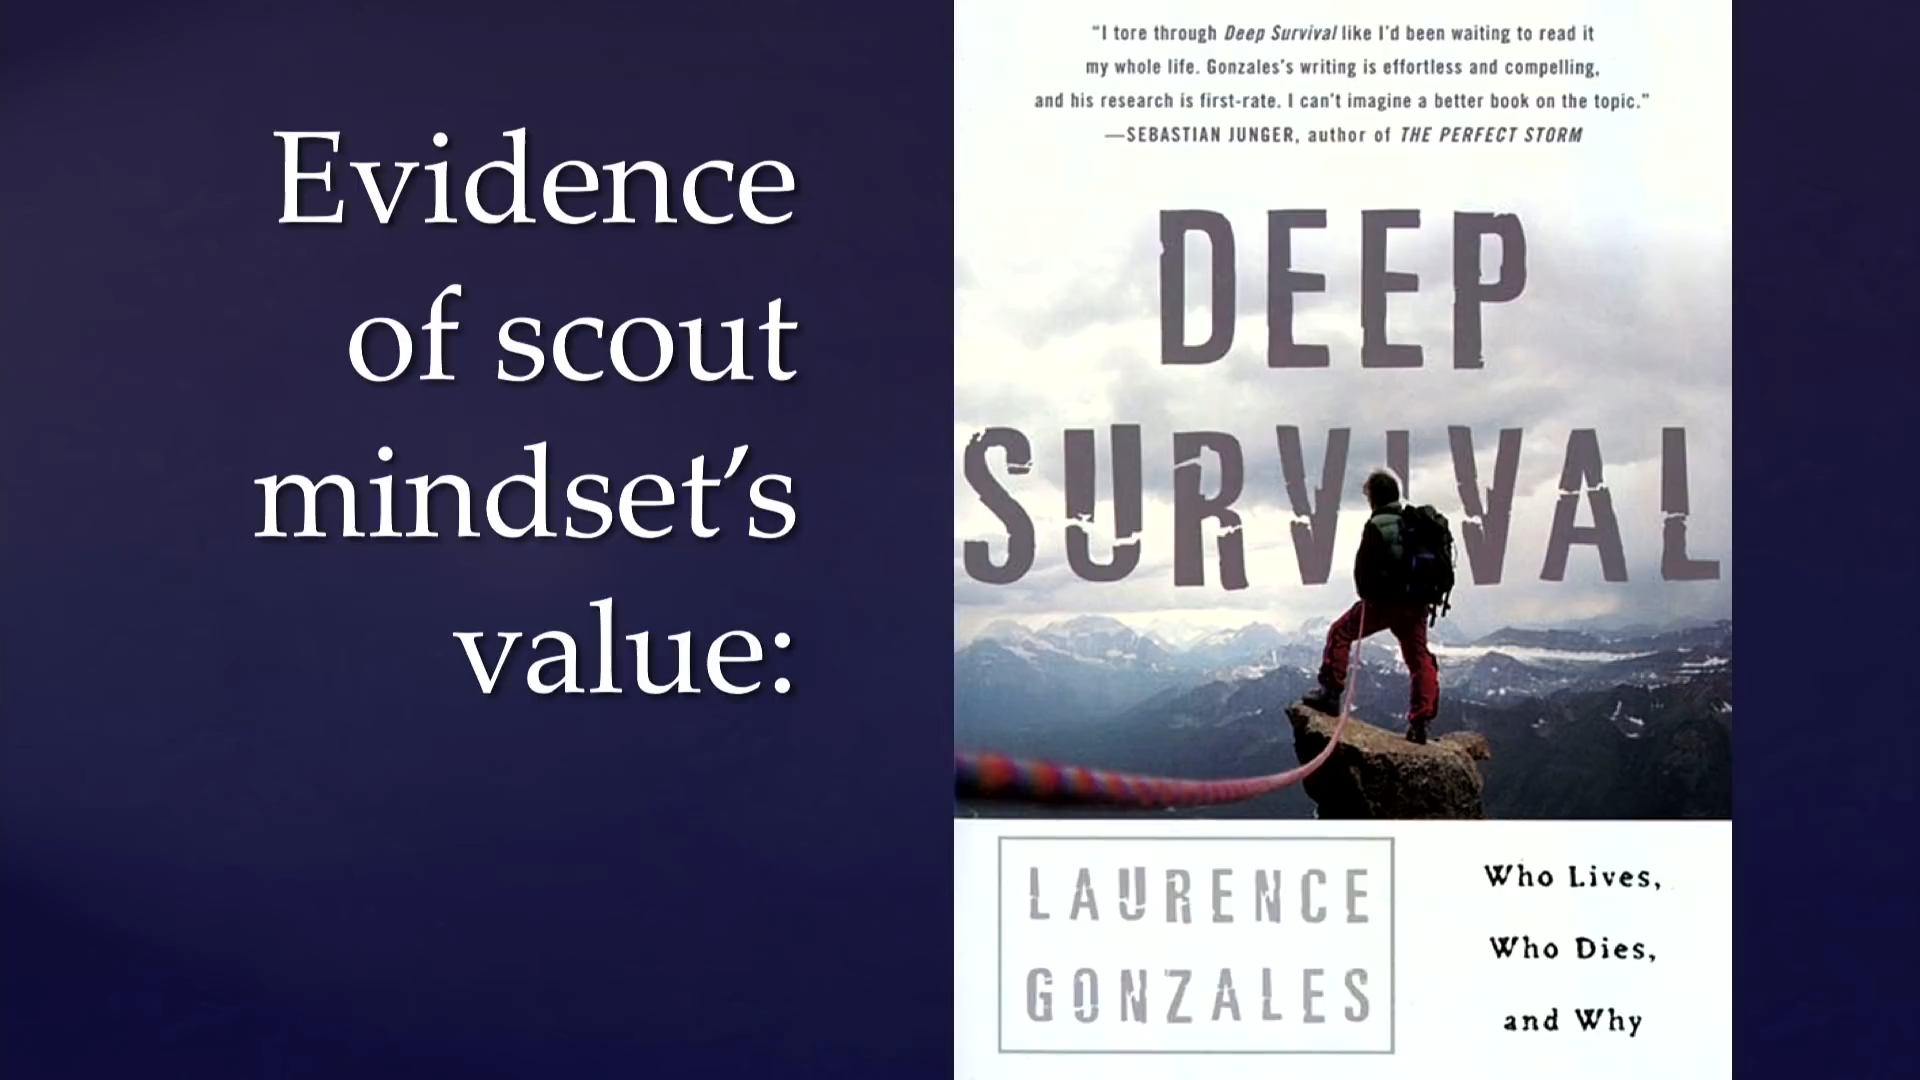 Evidence
of scout
mindset’s
value:
“I tore through Deep Survival like I’d been waiting to read it
my whole life. Gonzales’s writing is effortless and compelling,
and his research is first-rate. I can’t imagine a better book on the topic.”
—SEBASTIAN JUNGER, author of THE PERFECT STORM
DEEP
SURVIVAL
LAURENCE
GONZALES
Who Lives,
Who Dies,
and Why